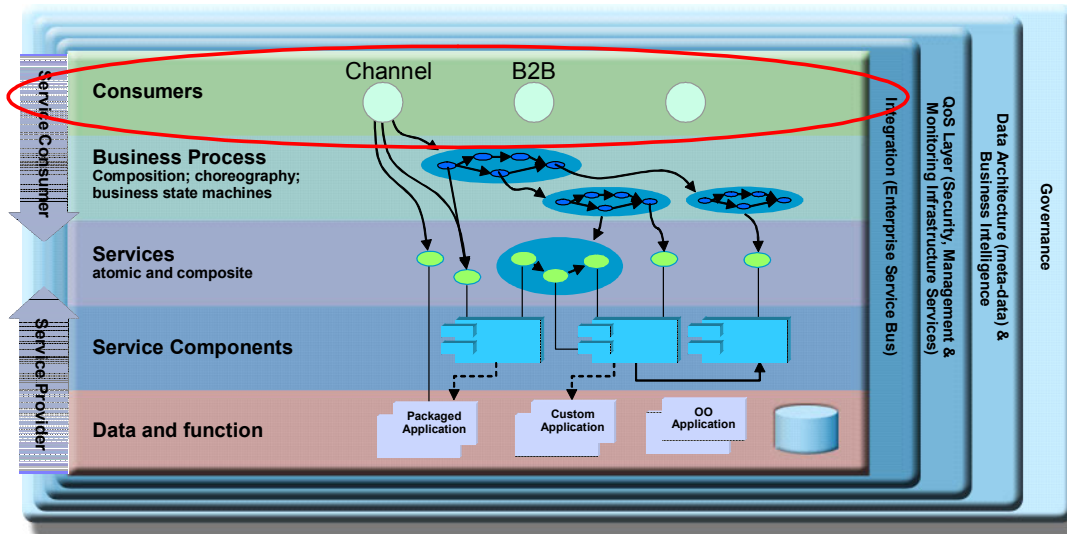 Channel
B2B
Consumers
Business Process
Composition; choreography;
business state machines
Services
atomic and composite
Service Components
Data and function
Packaged
Application
Custom
Application
OO
Application
Service Consumer
Service Provider
Integration (Enterprise Service Bus)
QoS Layer (Security, Management &
Monitoring Infrastructure Services)
Data Architecture (meta-data) &
Business Intelligence
Governance